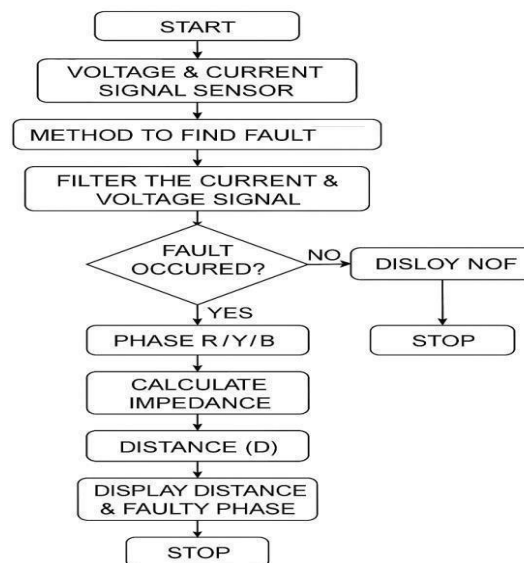 START
VOLTAGE & CURRENT
SIGNAL SENSOR
METHOD TO FIND FAULT
FILTER THE CURRENT &
VOLTAGE SIGNAL
FAULT
OCCURED?
NO
DISLOY NOF
STOP
YES
PHASE R/Y/B
CALCULATE
IMPEDANCE
DISTANCE (D)
DISPLAY DISTANCE
& FAULTY PHASE
STOP